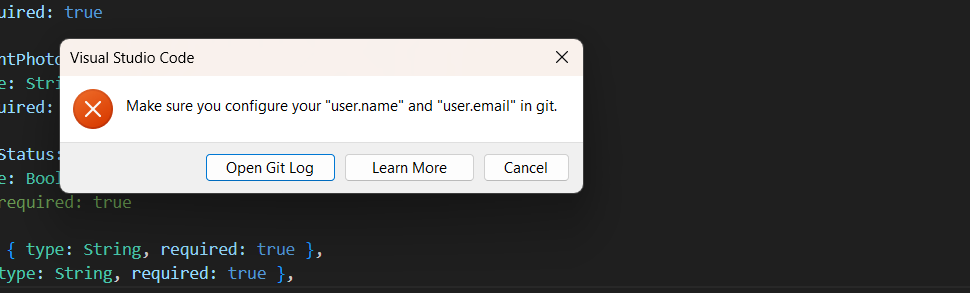 uired: true
Visual Studio Code
ntPhoto
e: Stri
Make sure you configure your "user.name" and "user.email" in git.
uired:
Status:
Open Git Log
Learn More
Cancel
e: Bool
required: true
{ type: String, required: true },
type: String, required: true },